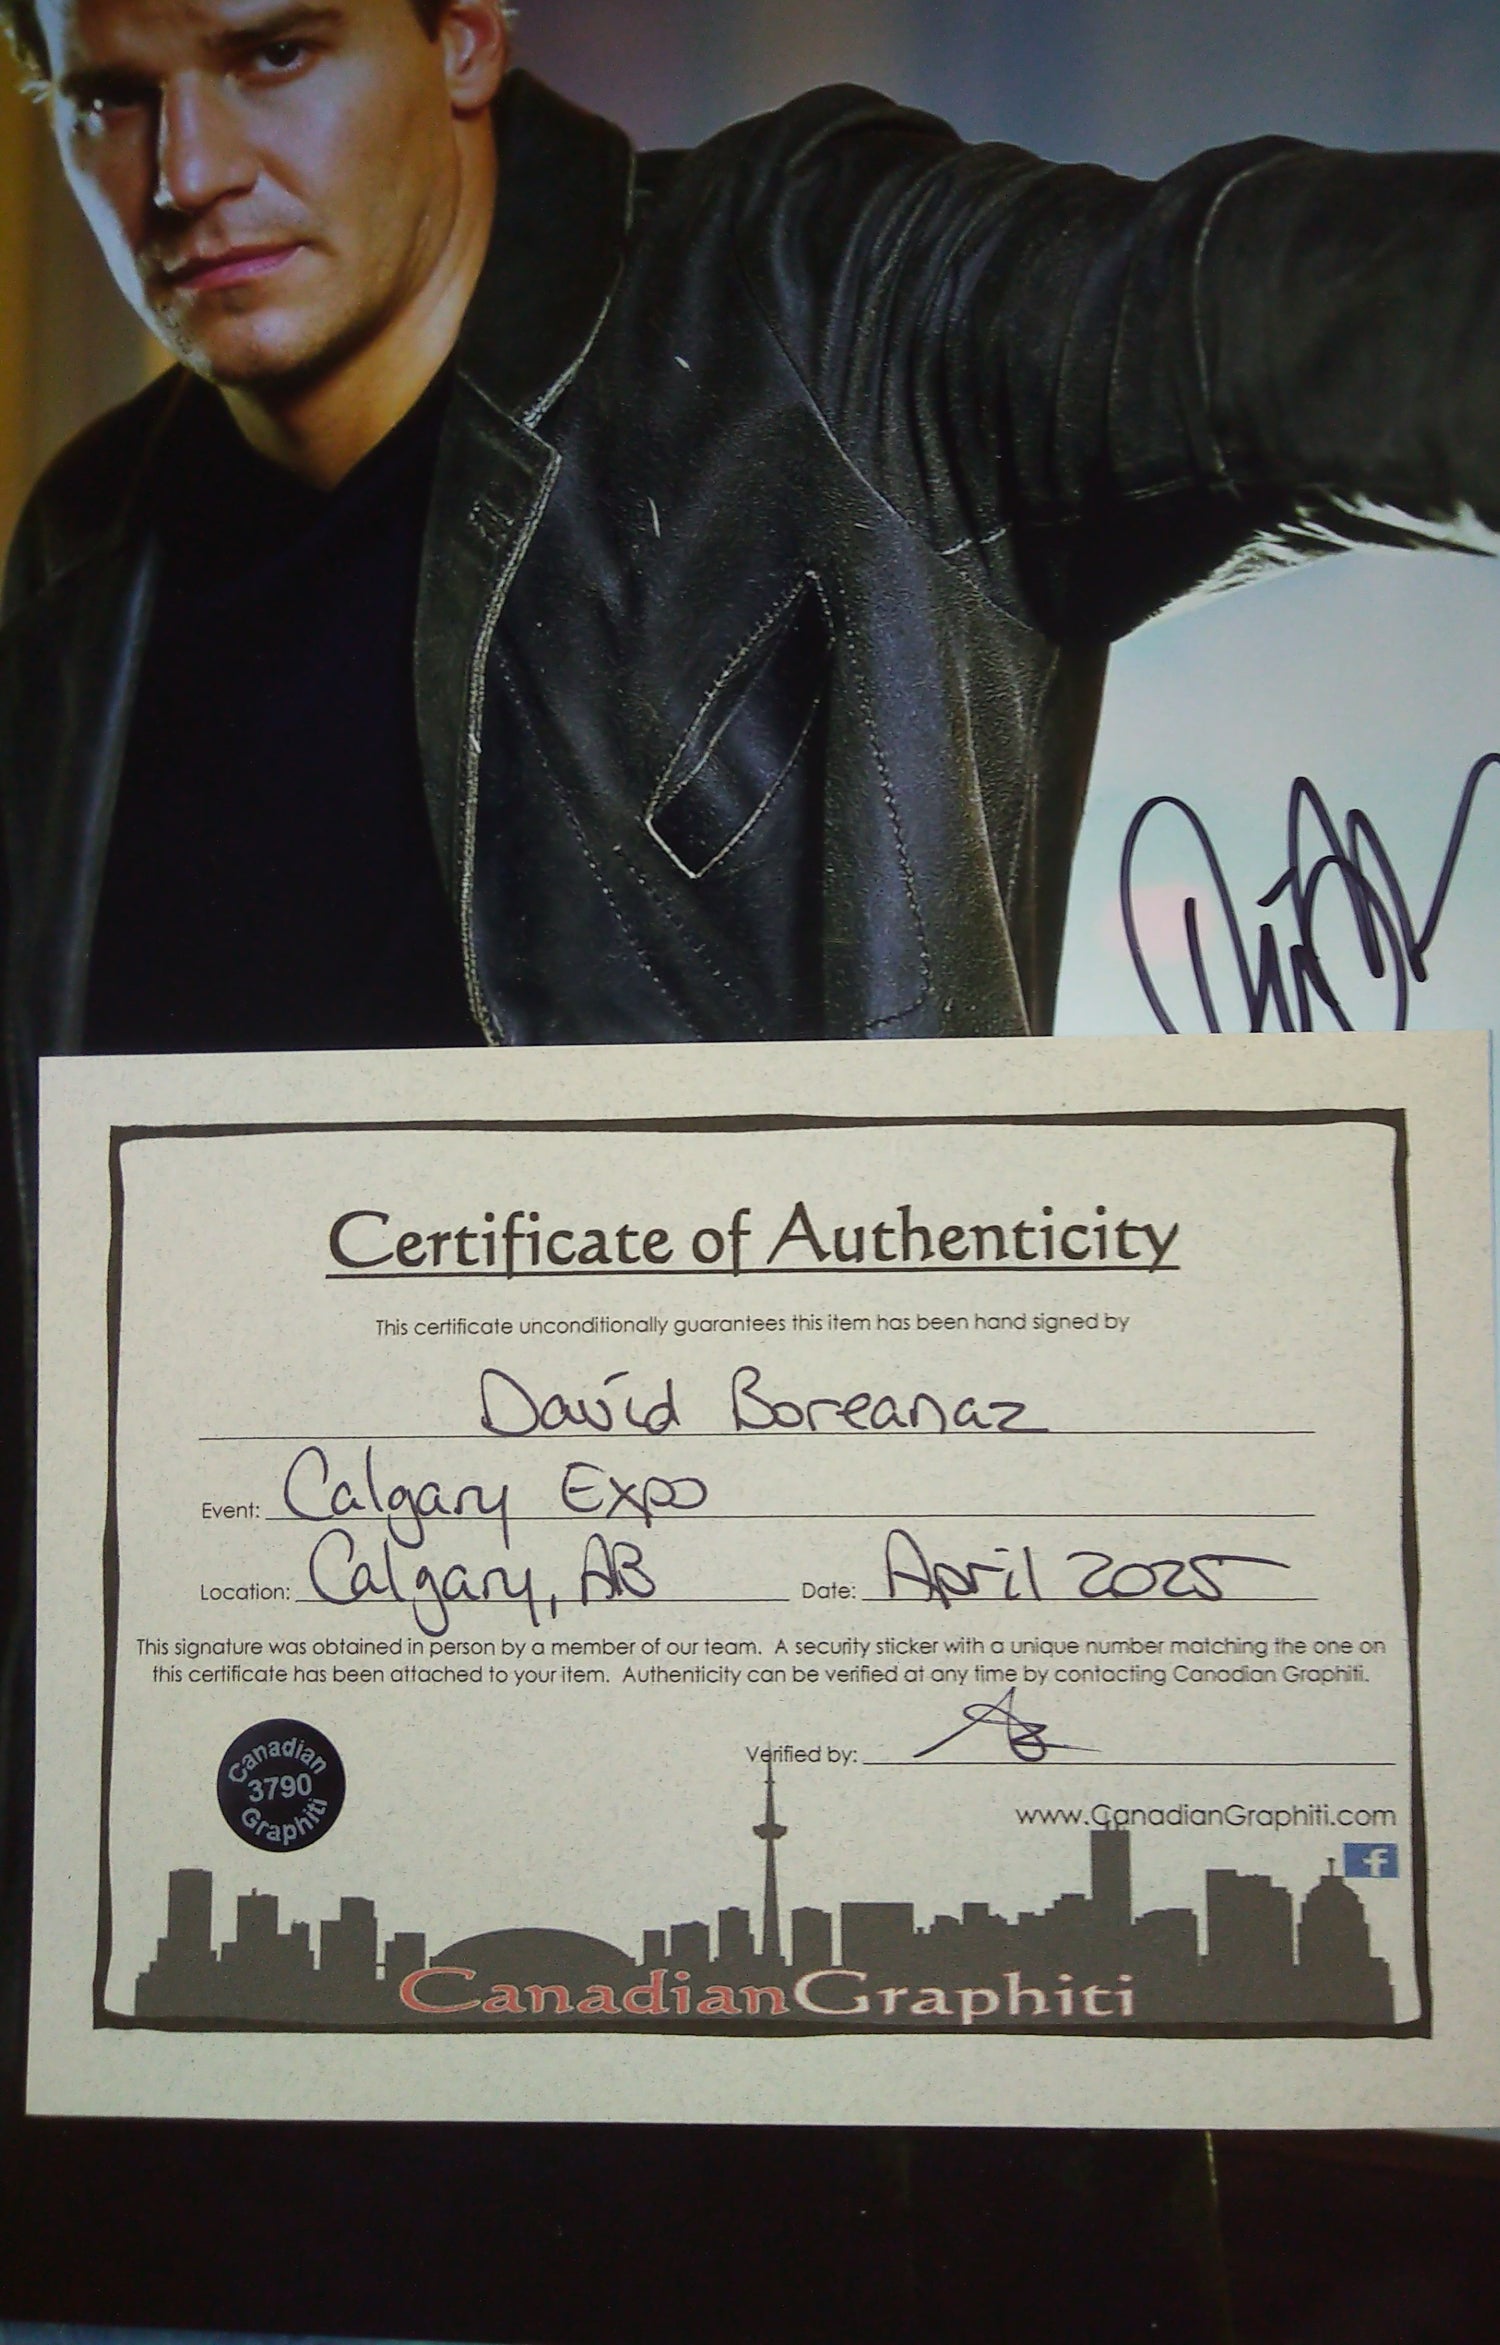 Certificate of Authenticity
This certificate unconditionally guarantees this item has been hand signed by
David Boreanaz
Event: Calgary Expo
Location: Calgary, AB Date: April 2025
This signature was obtained in person by a member of our team. A security sticker with a unique number matching the one on
this certificate has been attached to your item. Authenticity can be verified at any time by contacting Canadian Graphiti.
Verified by:
Canadian
3790
Graphiti
www.CanadianGraphiti.com
f
CanadianGraphiti